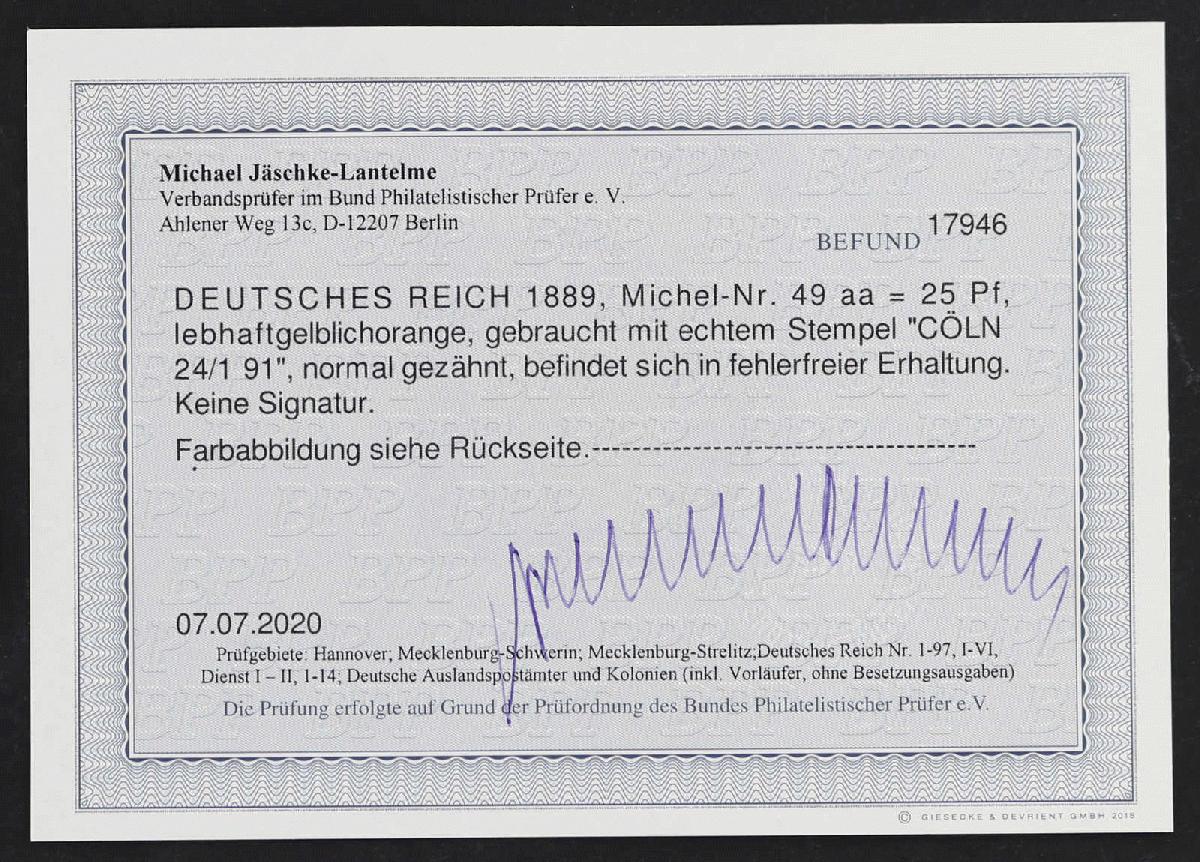 Michael Jäschke-Lantelme
Verbandsprüfer im Bund Philatelistischer Prüfer e. V.
Ahlener Weg 13c, D-12207 Berlin
BEFUND 17946
DEUTSCHES REICH 1889, Michel-Nr. 49 aa = 25 Pf,
lebhaftgelblichorange, gebraucht mit echtem Stempel "CÖLN
24/1 91", normal gezähnt, befindet sich in fehlerfreier Erhaltung.
Keine Signatur.
Farbabbildung siehe Rückseite.---------------------------------------
07.07.2020
Prüfgebiete: Hannover; Mecklenburg-Schwerin; Mecklenburg-Strelitz;Deutsches Reich Nr. 1-97, I-VI,
Dienst I – II, 1-14; Deutsche Auslandspostämter und Kolonien (inkl. Vorläufer, ohne Besetzungsausgaben)
Die Prüfung erfolgte auf Grund der Prüfordnung des Bundes Philatelistischer Prüfer e.V.
© GIESECKE & DEVRIENT GMBH 2018